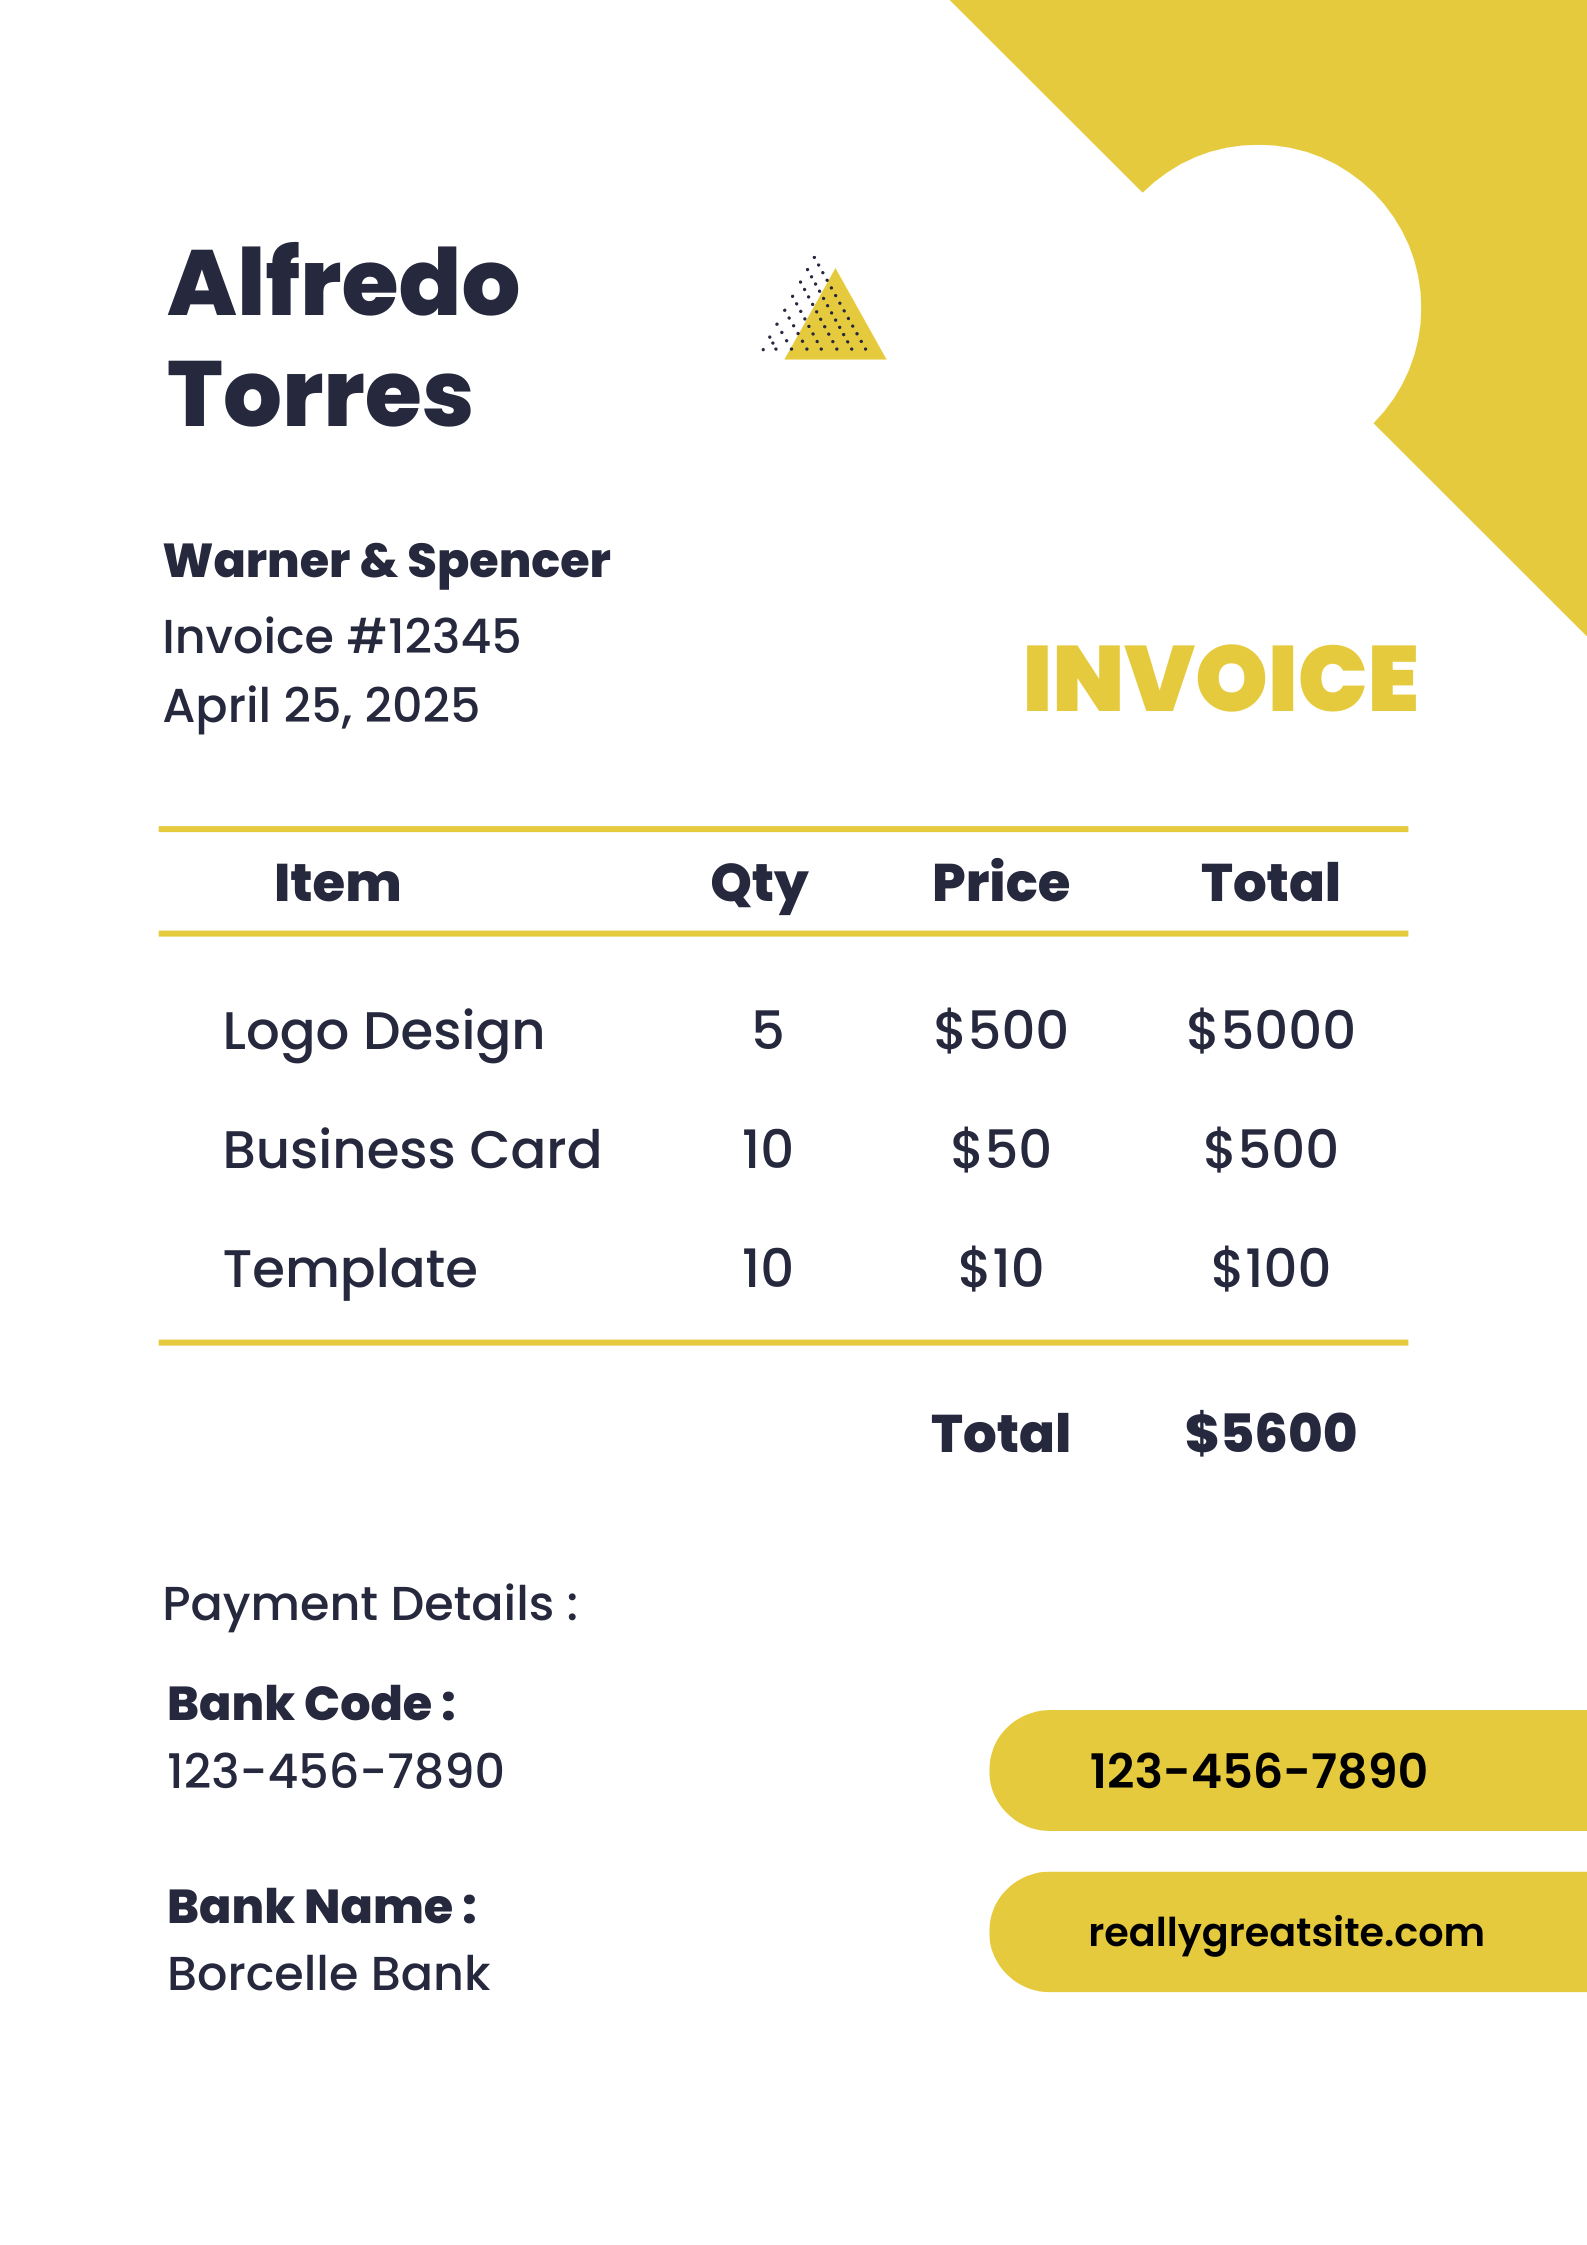 Alfredo
Torres
Warner & Spencer
Invoice #12345
April 25, 2025
INVOICE
Item Qty Price Total
Logo Design 5 $500 $5000
Business Card 10 $50 $500
Template 10 $10 $100
Total $5600
Payment Details :
Bank Code :
123-456-7890
Bank Name :
Borcelle Bank
123-456-7890
reallygreatsite.com